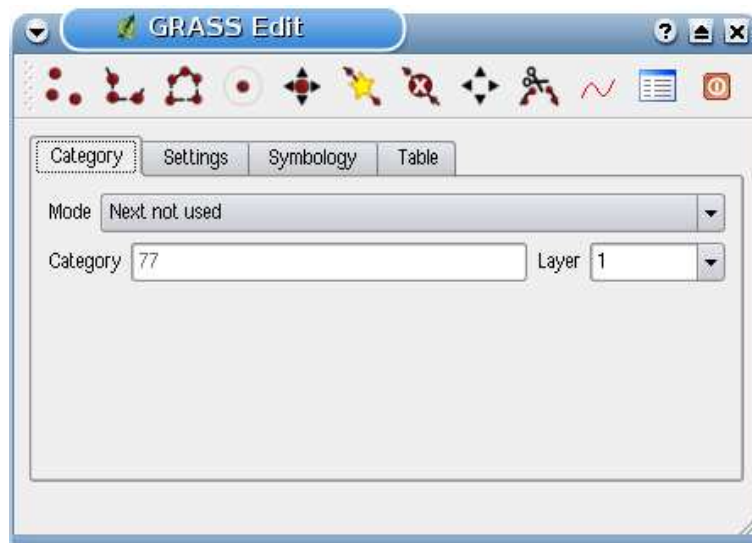 GRASS Edit
Category Settings Symbology Table
Mode Next not used
Category 77 Layer 1